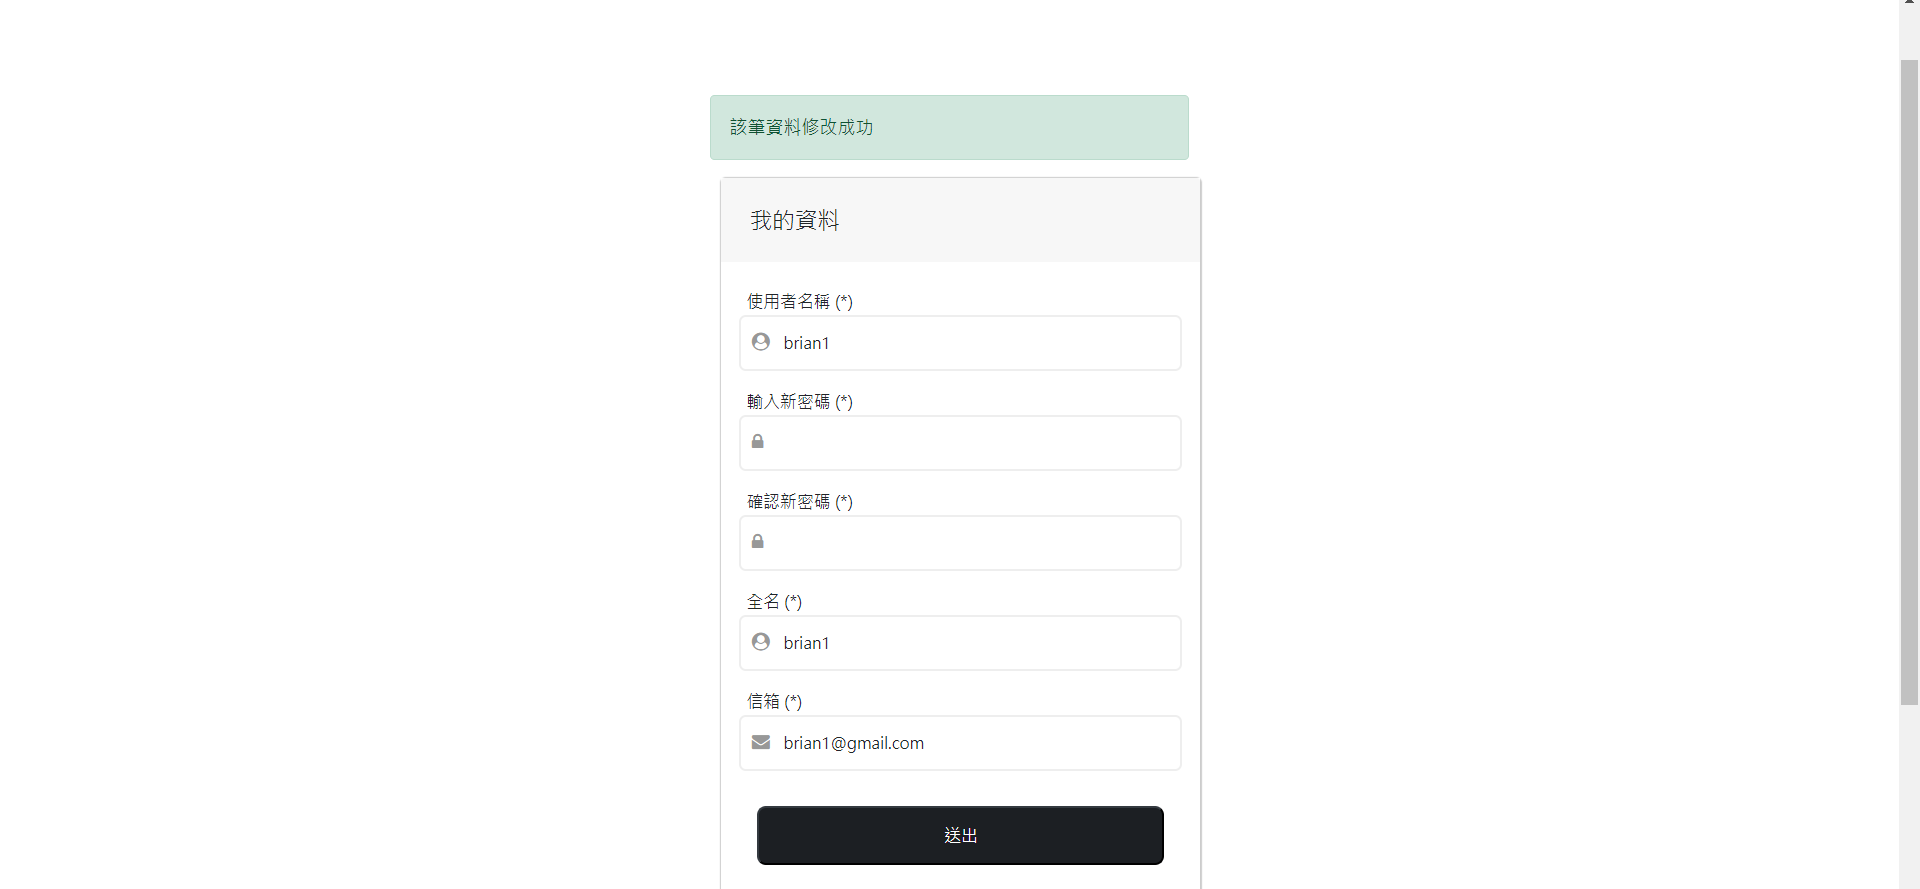 該筆資料修改成功
我的資料
使用者名稱 (*)
brian1
輸入新密碼 (*)
確認新密碼 (*)
全名 (*)
brian1
信箱 (*)
brian1@gmail.com
送出